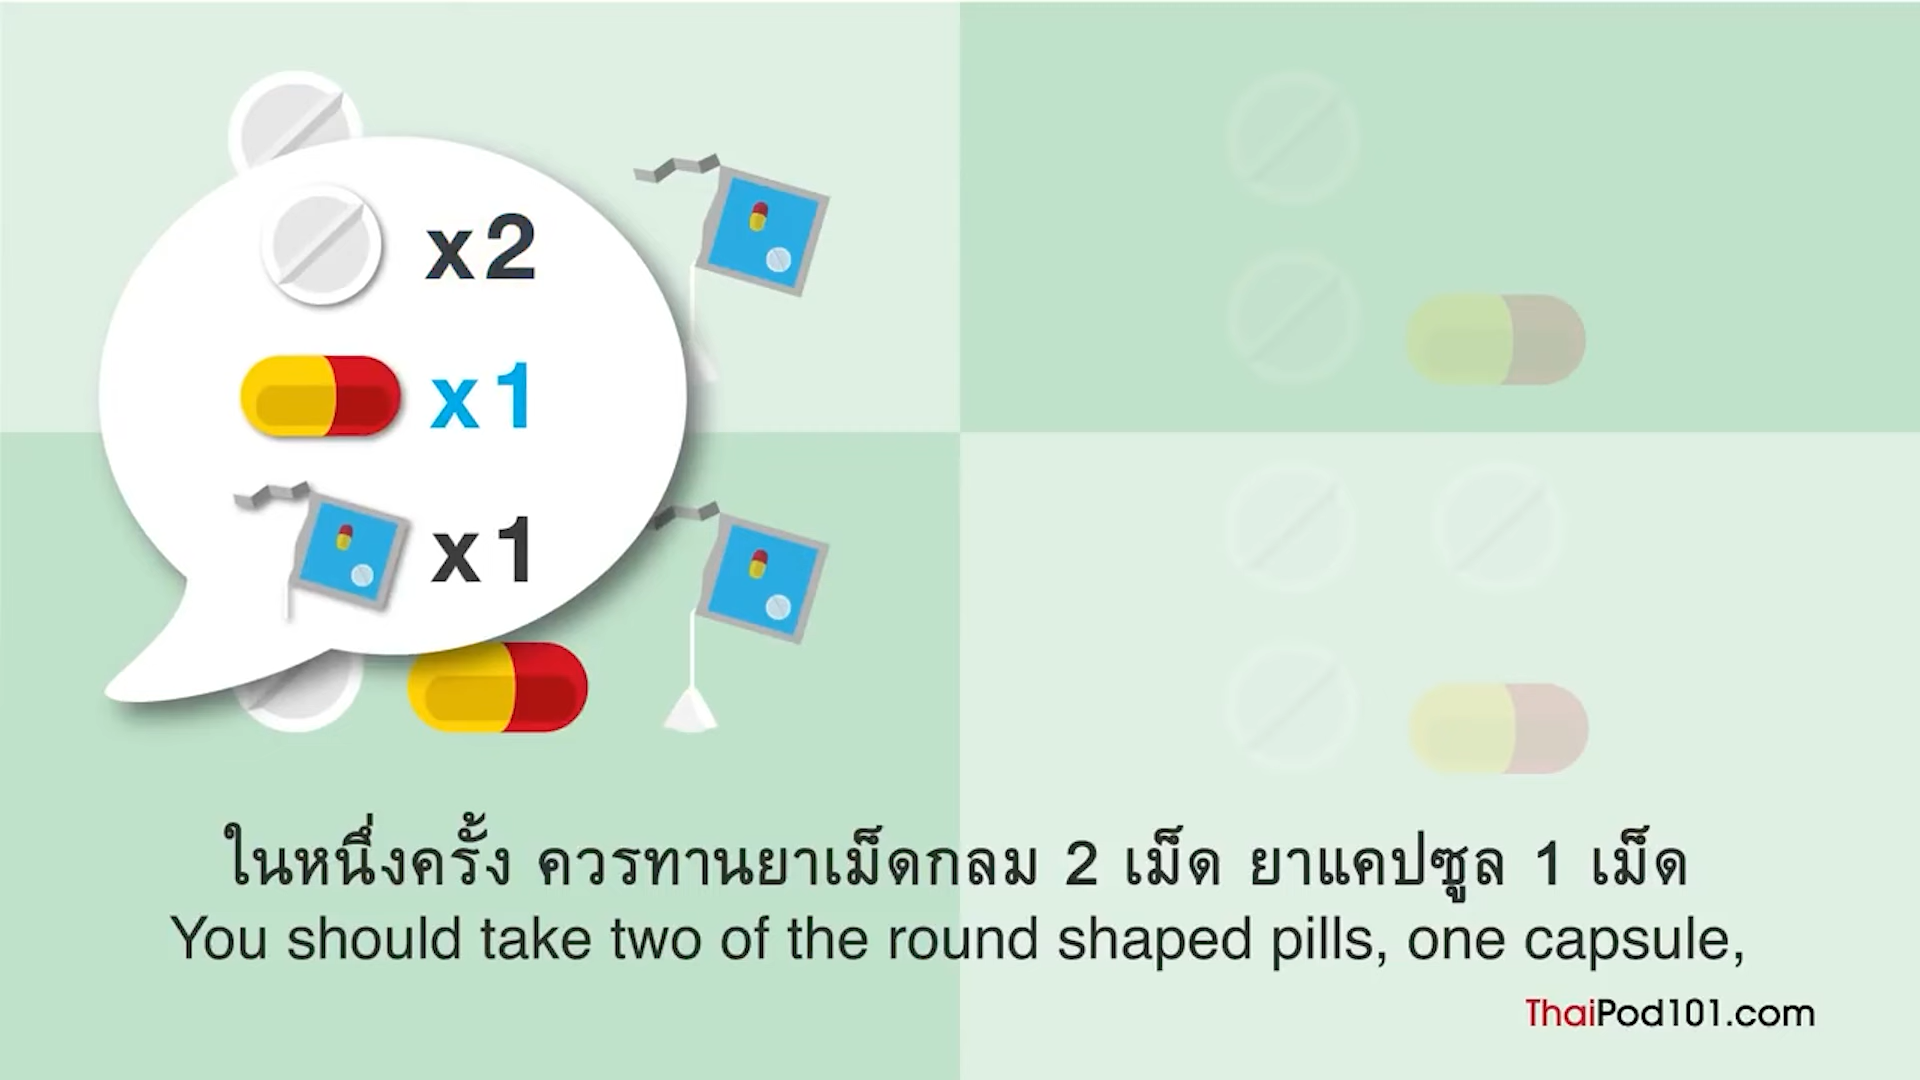 x2
x1
x1
ในหนึ่งครั้ง ควรทานยาเม็ดกลม 2 เม็ด ยาแคปซูล 1 เม็ด
You should take two of the round shaped pills, one capsule,
ThaiPod101.com